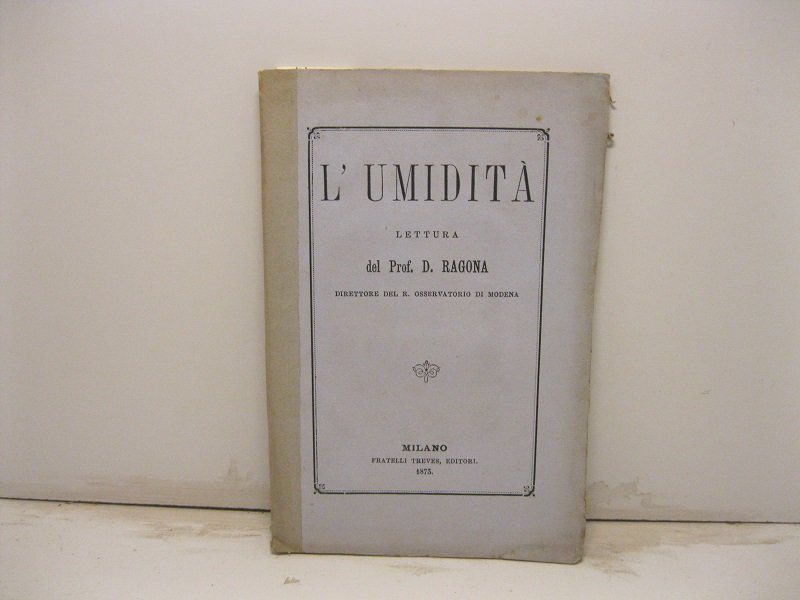 L' UMIDITÀ
LETTURA
del Prof. D. RAGONA
DIRETTORE DEL R. OSSERVATORIO DI MODENA
MILANO
FRATELLI TREVES, EDITORI.
1875.